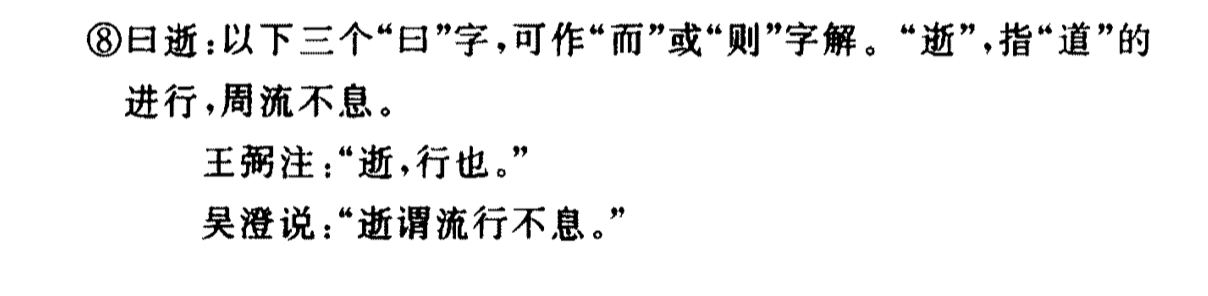 ⑧曰逝：以下三个“曰”字，可作“而”或“则”字解。“逝”，指“道”的
进行，周流不息。
王弼注：“逝，行也。”
吴澄说：“逝谓流行不息。”